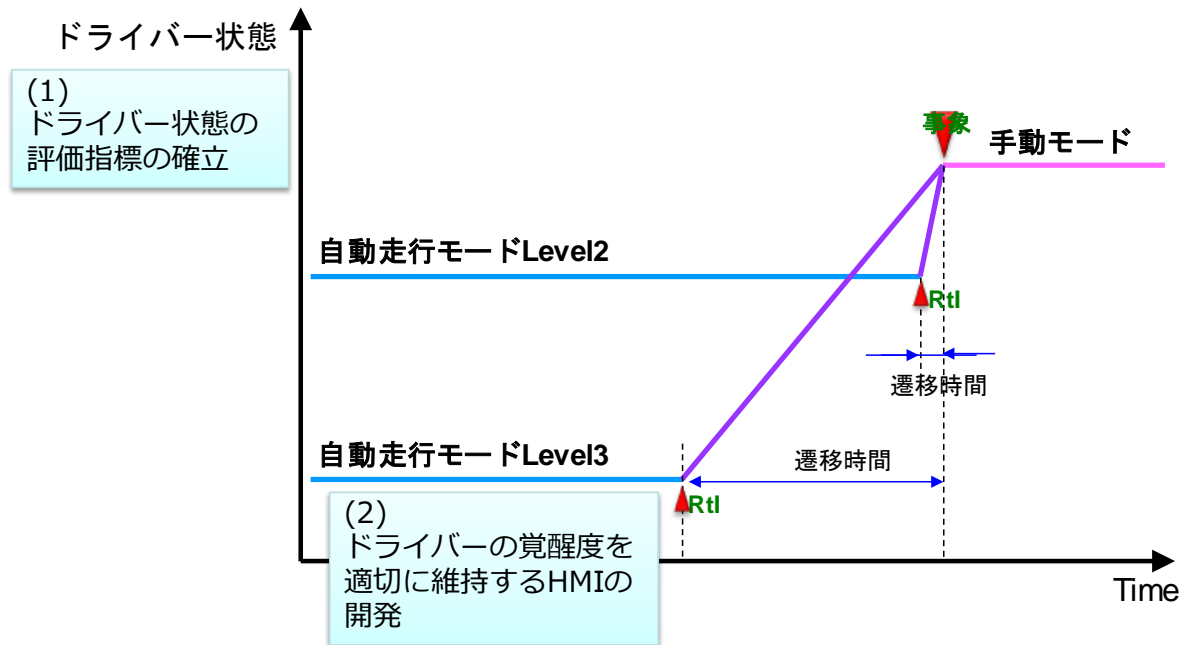 ドライバー状態
(1)
ドライバー状態の
評価指標の確立
事象
手動モード
自動走行モードLevel2
RtI
遷移時間
自動走行モードLevel3
遷移時間
RtI
(2)
ドライバーの覚醒度を
適切に維持するHMIの
開発
Time